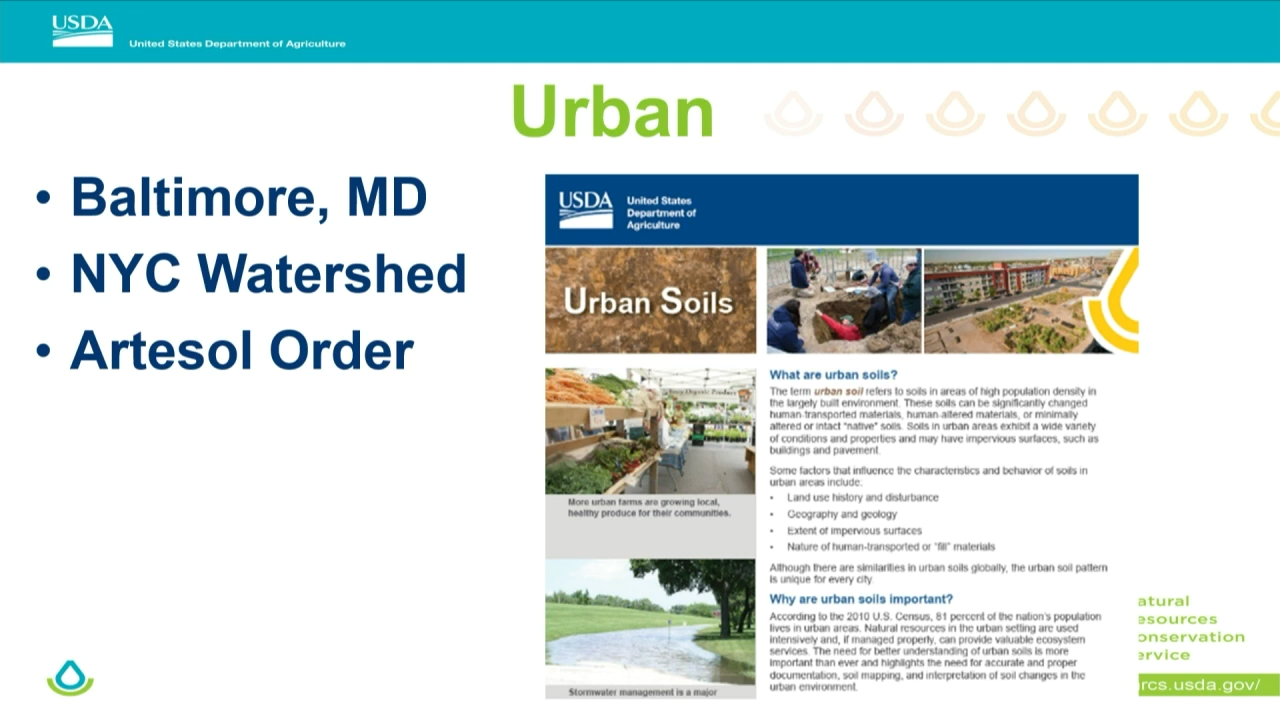 USDA
United States Department of Agriculture
Urban
• Baltimore, MD
• NYC Watershed
• Artesol Order
USDA
United States
Department of
Agriculture
Urban Soils
More urban farms are growing local,
healthy produce for their communities.
Stormwater management is a major
What are urban soils?
The term urban soil refers to soils in areas of high population density in
the largely built environment. These soils can be significantly changed
human-transported materials, human-altered materials, or minimally
altered or intact "native" soils. Soils in urban areas exhibit a wide variety
of conditions and properties and may have impervious surfaces, such as
buildings and pavement.
Some factors that influence the characteristics and behavior of soils in
urban areas include:
• Land use history and disturbance
• Geography and geology
• Extent of impervious surfaces
• Nature of human-transported or "fill" materials
Although there are similarities in urban soils globally, the urban soil pattern
is unique for every city.
Why are urban soils important?
According to the 2010 U.S. Census, 81 percent of the nation's population
lives in urban areas. Natural resources in the urban setting are used
intensively and, if managed properly, can provide valuable ecosystem
services. The need for better understanding of urban soils is more
important than ever and highlights the need for accurate and proper
documentation, soil mapping, and interpretation of soil changes in the
urban environment.
atural
esources
onservation
ervice
rcs.usda.gov/